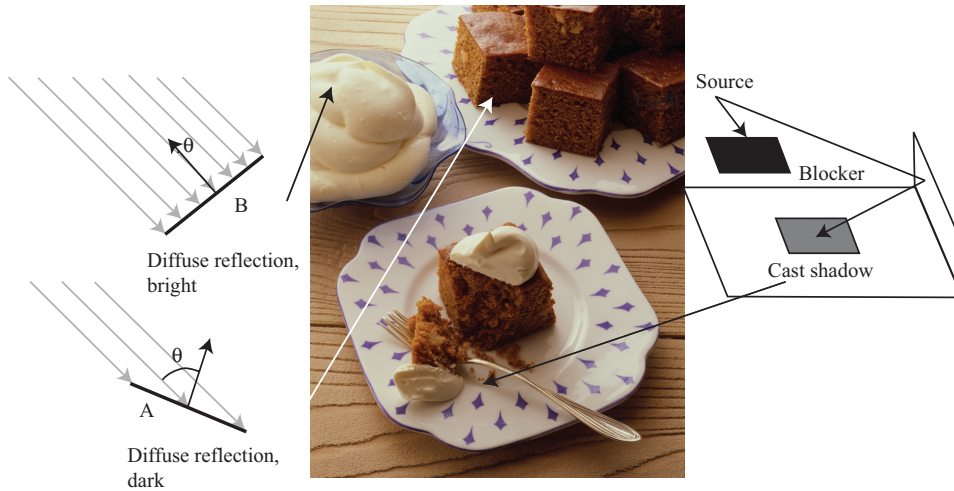 θ
B
Diffuse reflection,
bright
θ
A
Diffuse reflection,
dark
Source
Blocker
Cast shadow